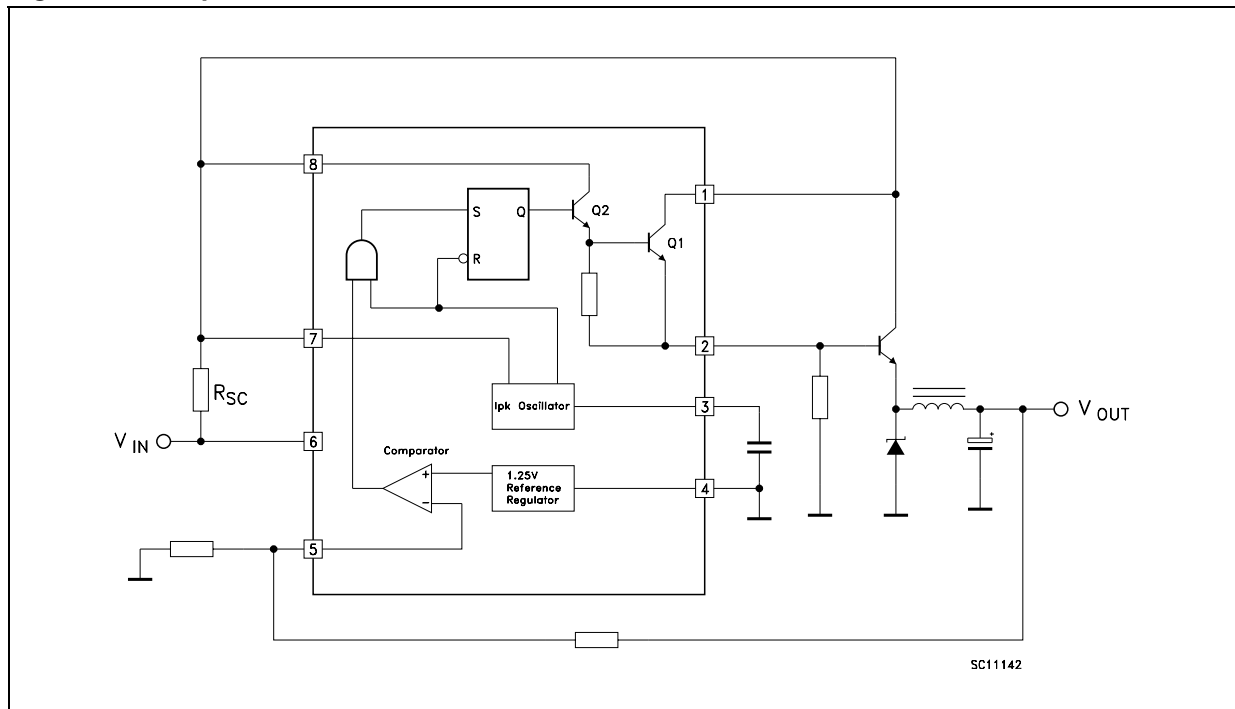 8
1
S Q
Q2
R
Q1
7
2
RSC
Ipk Oscillator
3
VIN
6
VOUT
+
Comparator
+
-
1.25V
Reference
Regulator
4
5
SC11142